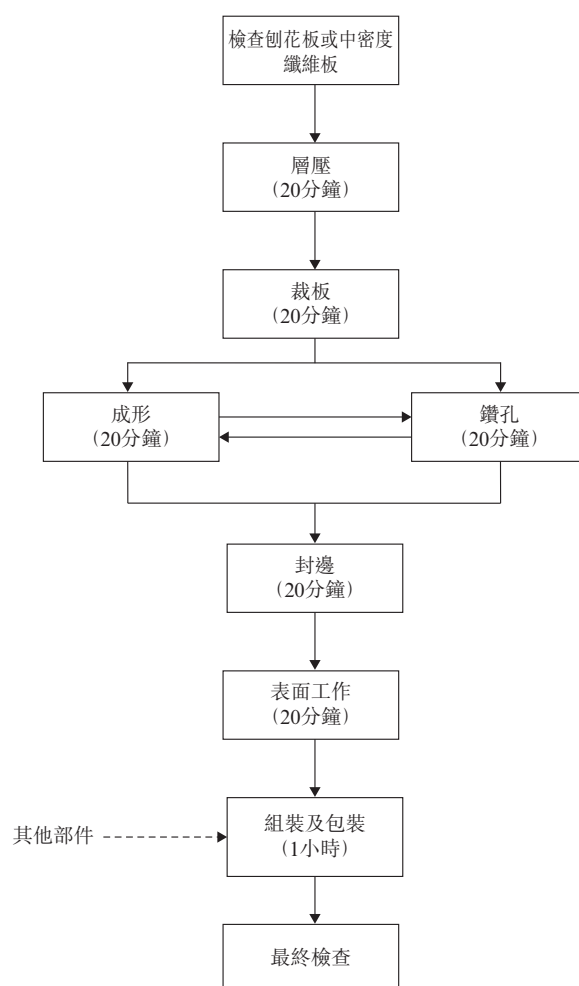 檢查刨花板或中密度
纖維板
層壓
（20分鐘）
裁板
（20分鐘）
成形
（20分鐘）
鑽孔
（20分鐘）
封邊
（20分鐘）
表面工作
（20分鐘）
其他部件
組裝及包裝
（1小時）
最終檢查